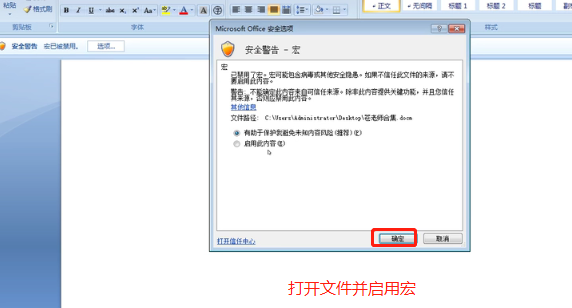 粘贴
格式刷
剪贴板
字体
正文
无间隔
标题 1
标题 2
标题
样式
安全警告 宏已被禁用。 选项...
Microsoft Office 安全选项
安全警告 - 宏
宏
已禁用了宏。宏可能包含病毒或其他安全隐患。如果不信任此文件的来源，请不
要启用此内容。
警告: 不能确定此内容来自可信任来源。除非此内容提供关键功能，并且您信任
其来源，否则应禁用此内容。
其他信息
文件路径: C:\Users\Administrator\Desktop\苍老师合集.docm
有助于保护我避免未知内容风险(推荐)(P)
启用此内容(E)
打开信任中心
确定
取消
打开文件并启用宏